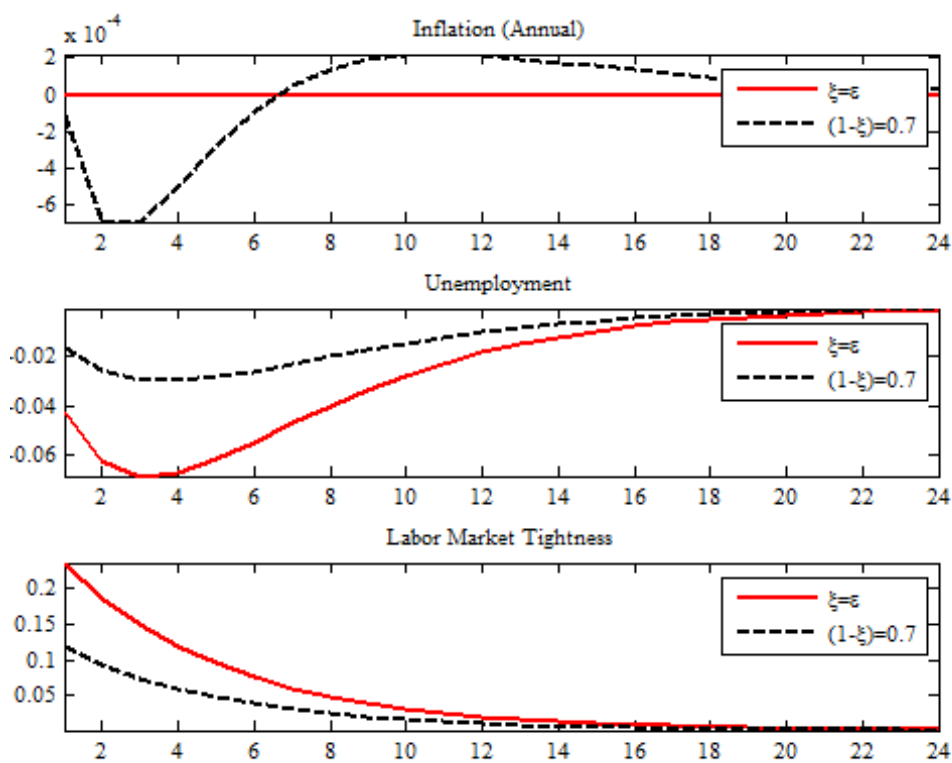 Inflation (Annual)
x 10^-4
2
0
-2
-4
-6
ξ=ε
(1-ξ)=0.7
2 4 6 8 10 12 14 16 18 20 22 24
Unemployment
-0.02
-0.04
-0.06
ξ=ε
(1-ξ)=0.7
2 4 6 8 10 12 14 16 18 20 22 24
Labor Market Tightness
0.2
0.15
0.1
0.05
ξ=ε
(1-ξ)=0.7
2 4 6 8 10 12 14 16 18 20 22 24